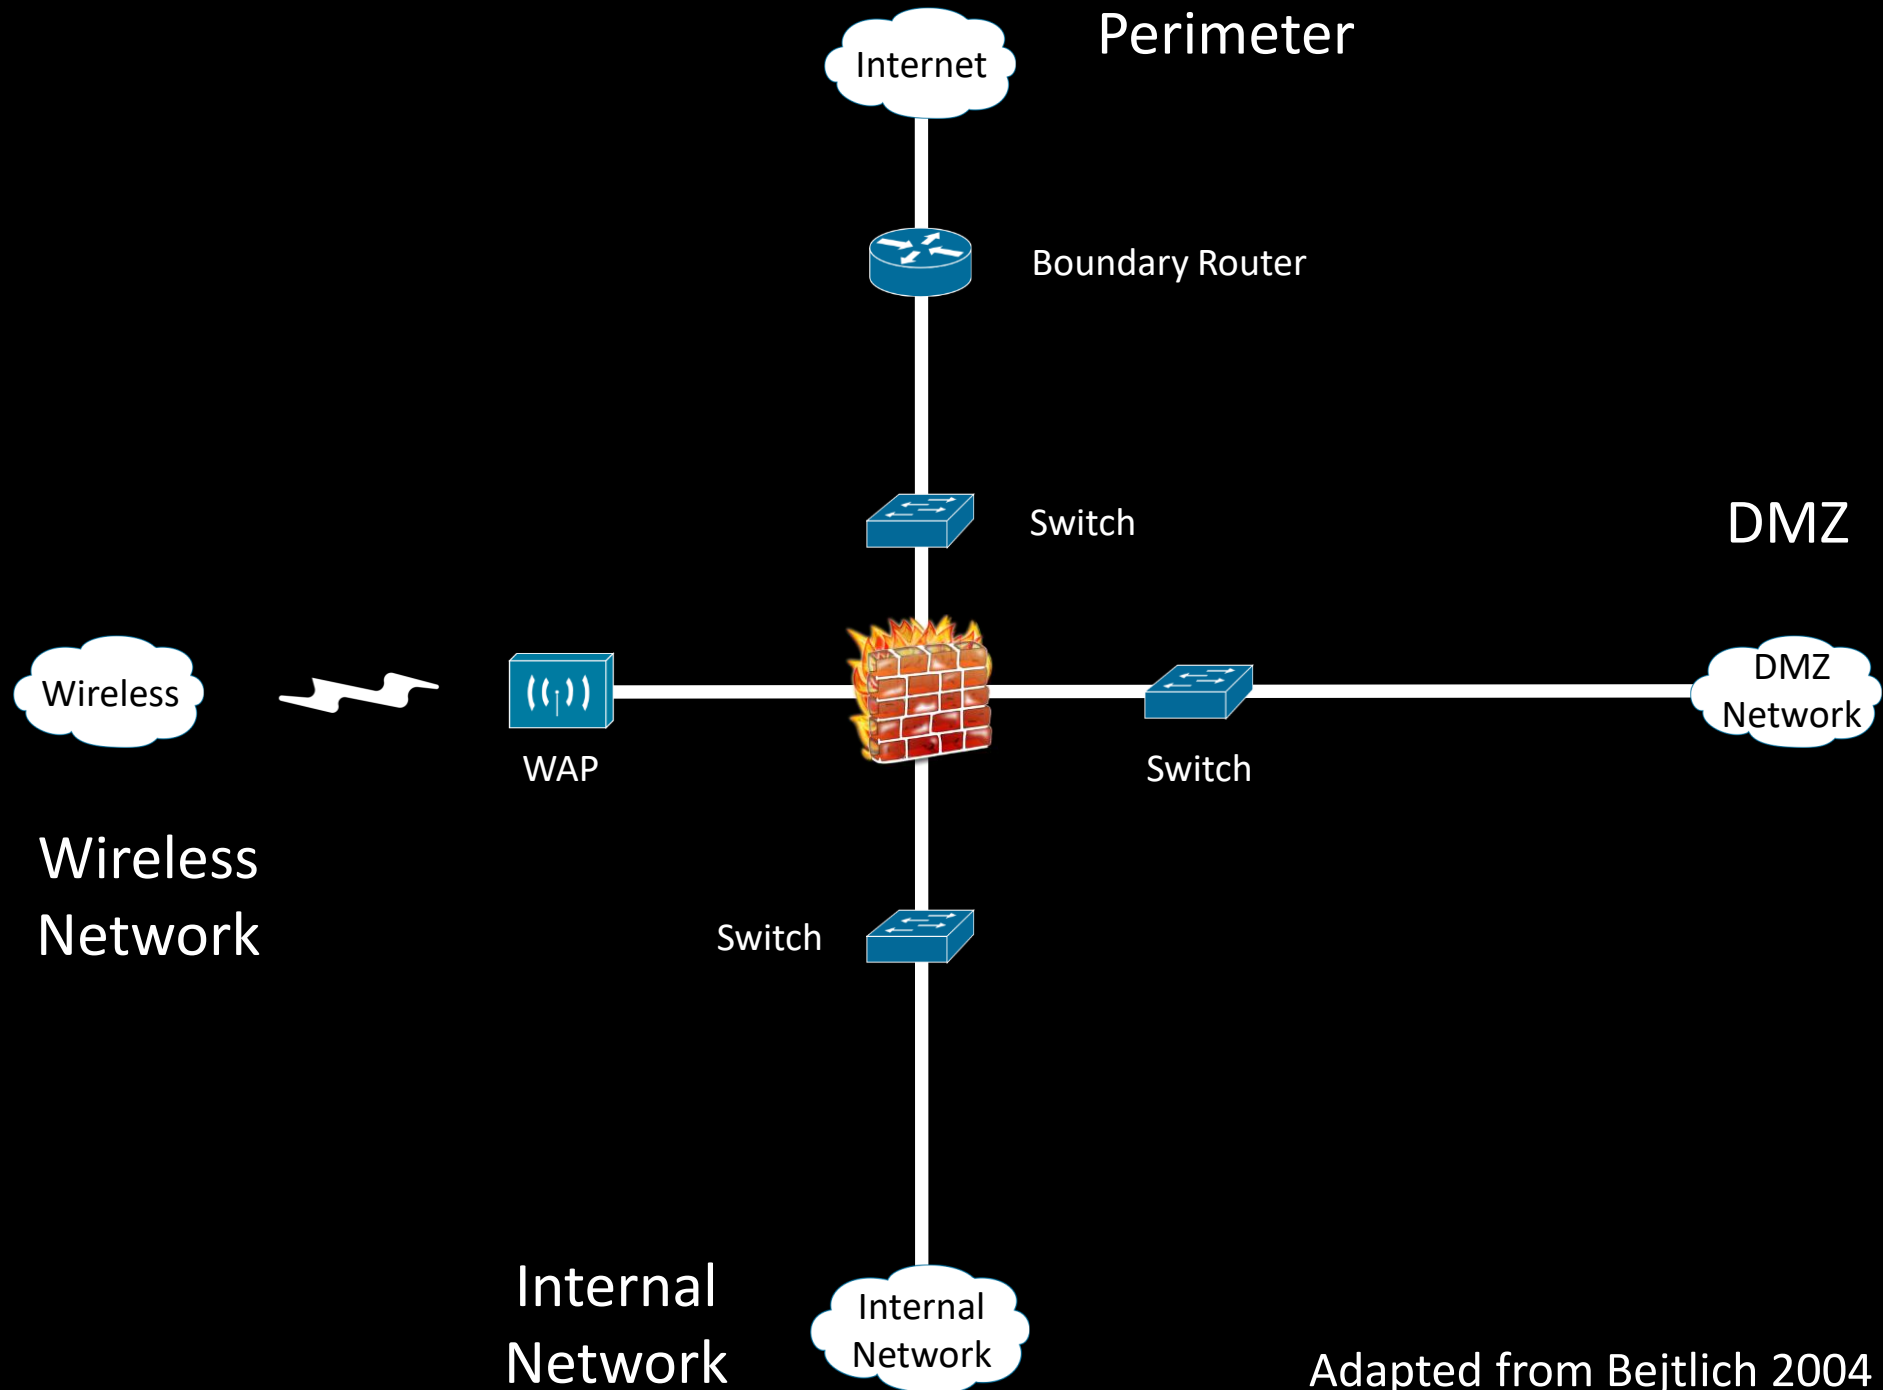 Perimeter
Internet
Boundary Router
Switch
DMZ
Wireless
DMZ
Network
WAP
Switch
Wireless
Network
Switch
Internal
Network
Internal
Network
Adapted from Bejtlich 2004